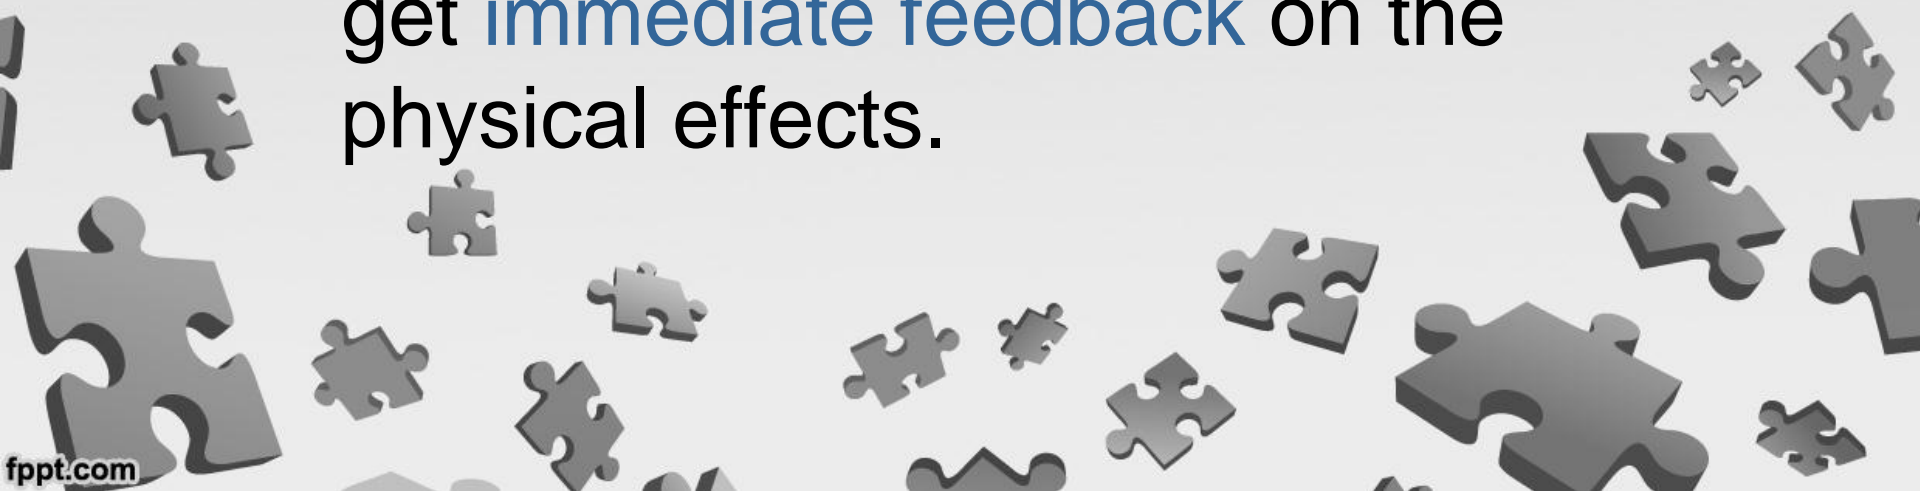 get immediate feedback on the
physical effects.
fppt.com